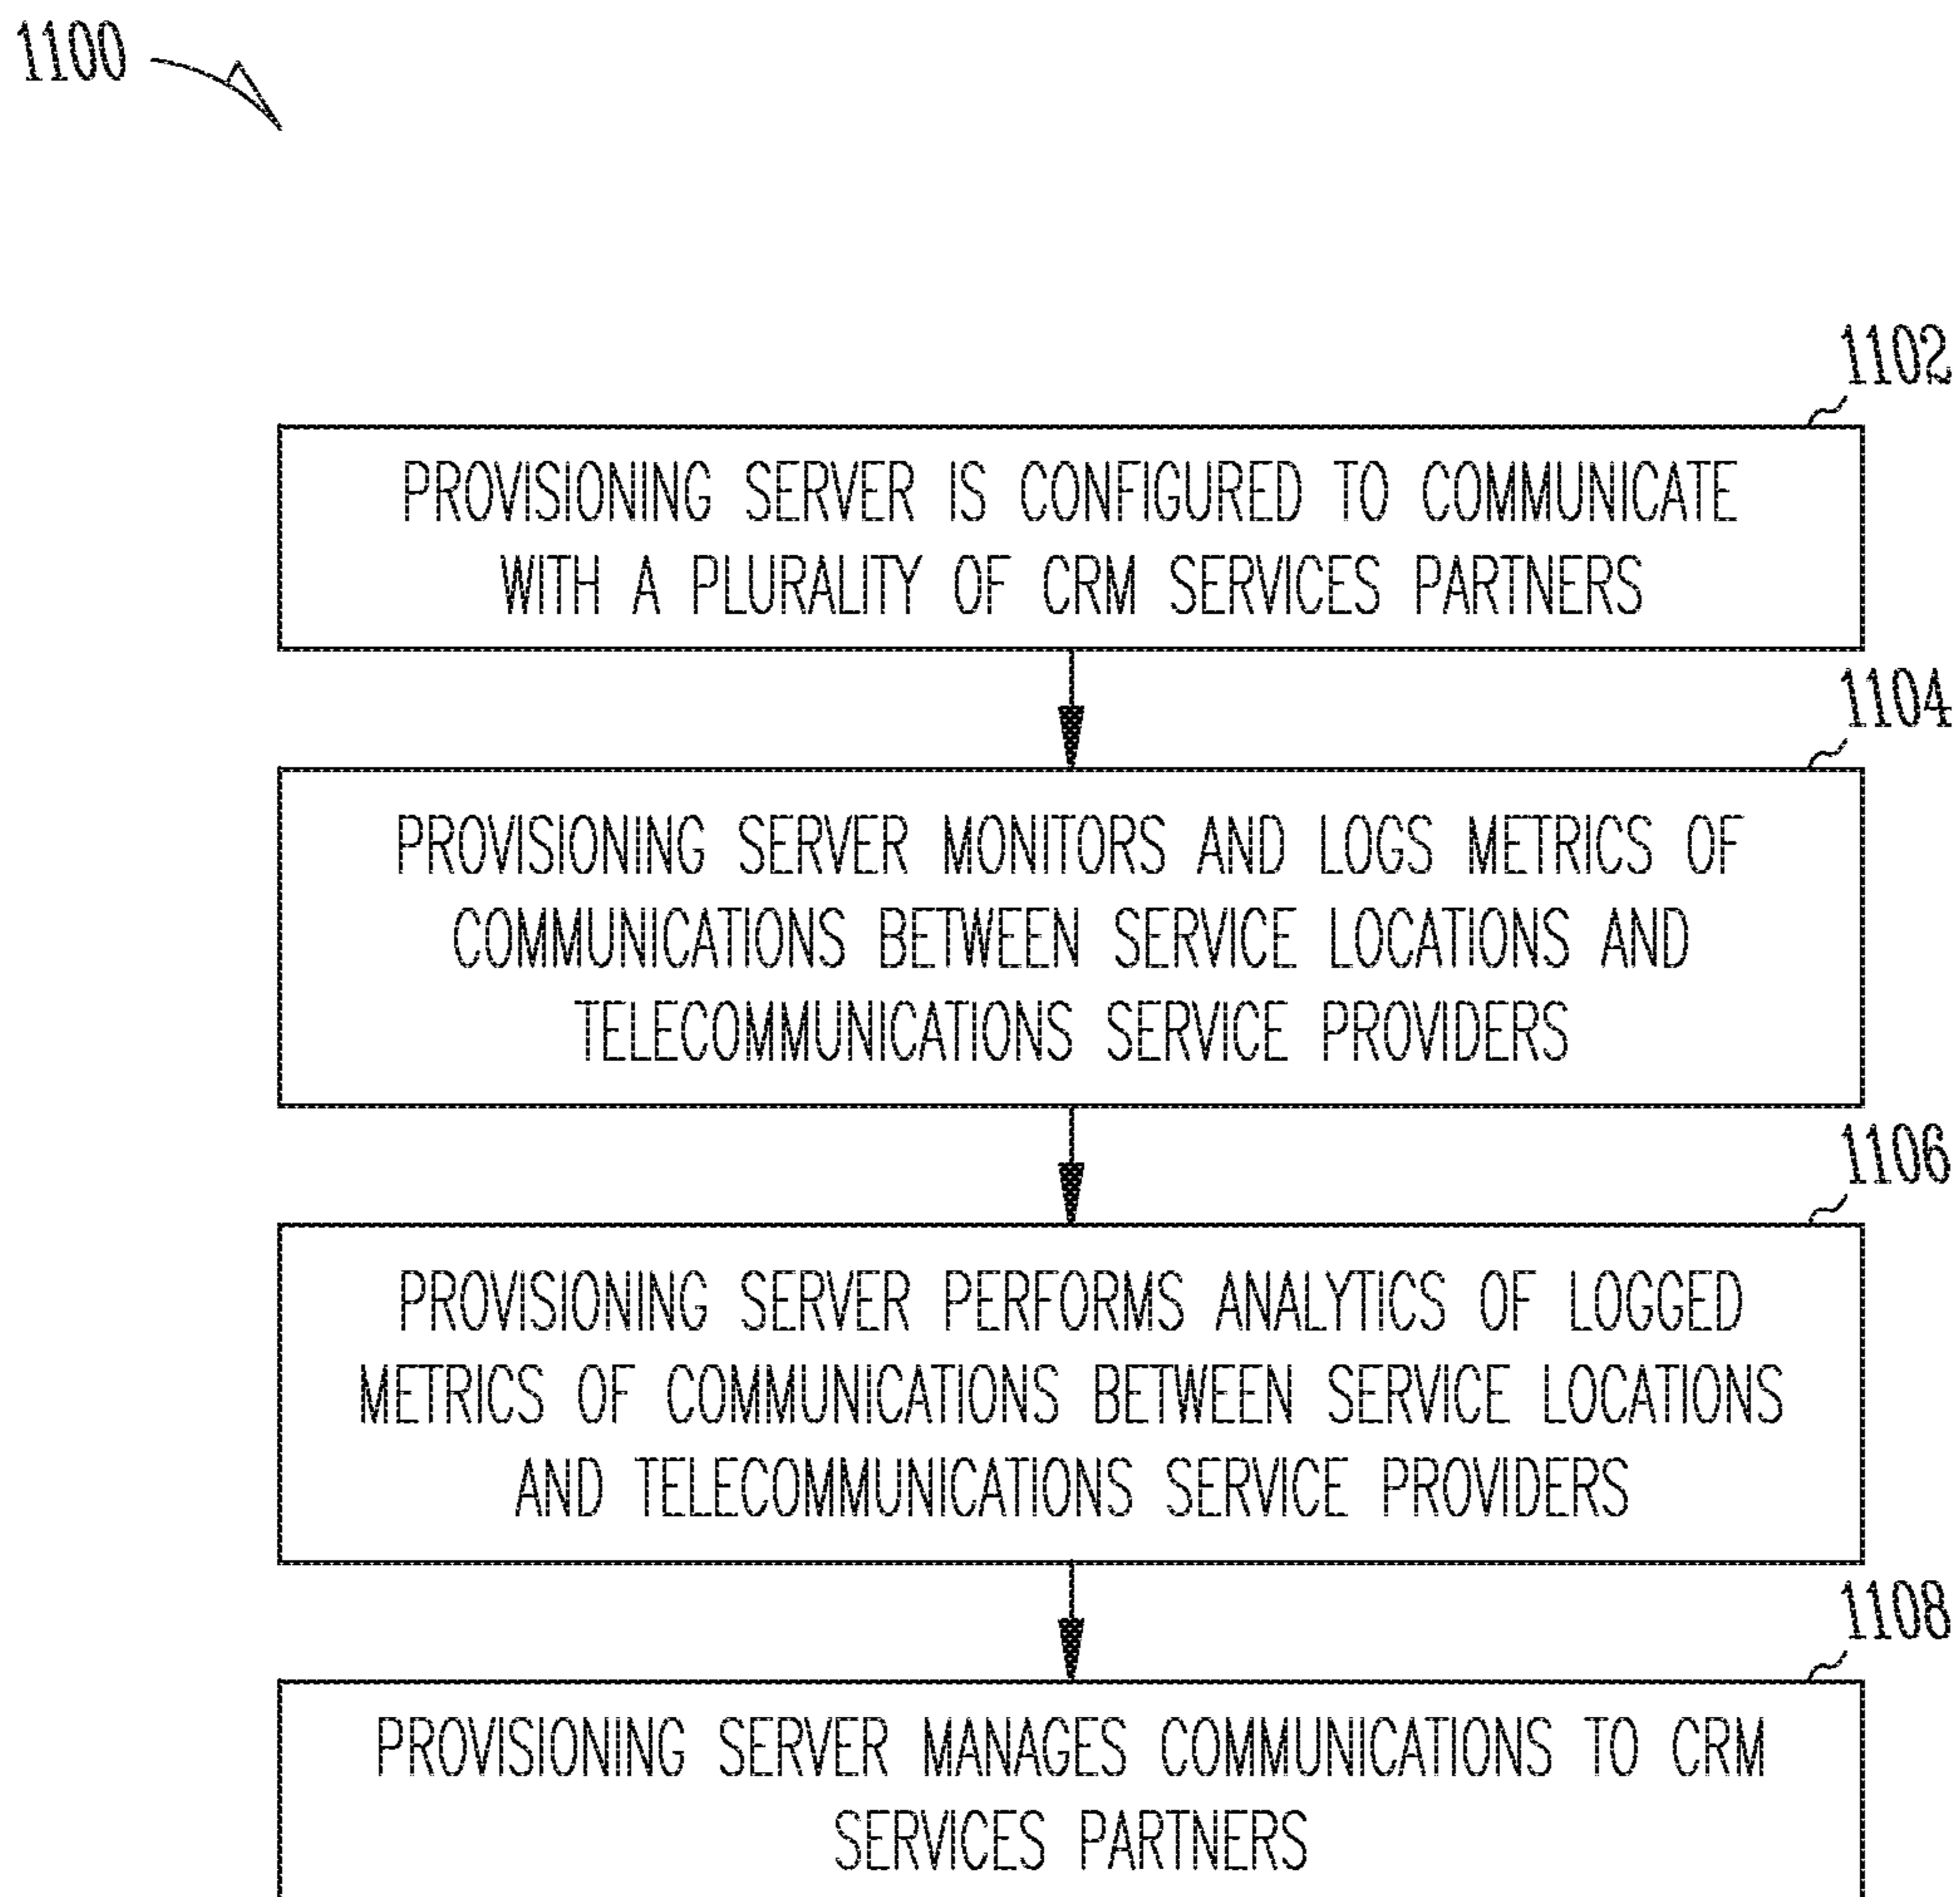 1100
1102
PROVISIONING SERVER IS CONFIGURED TO COMMUNICATE
WITH A PLURALITY OF CRM SERVICES PARTNERS
1104
PROVISIONING SERVER MONITORS AND LOGS METRICS OF
COMMUNICATIONS BETWEEN SERVICE LOCATIONS AND
TELECOMMUNICATIONS SERVICE PROVIDERS
1106
PROVISIONING SERVER PERFORMS ANALYTICS OF LOGGED
METRICS OF COMMUNICATIONS BETWEEN SERVICE LOCATIONS
AND TELECOMMUNICATIONS SERVICE PROVIDERS
1108
PROVISIONING SERVER MANAGES COMMUNICATIONS TO CRM
SERVICES PARTNERS